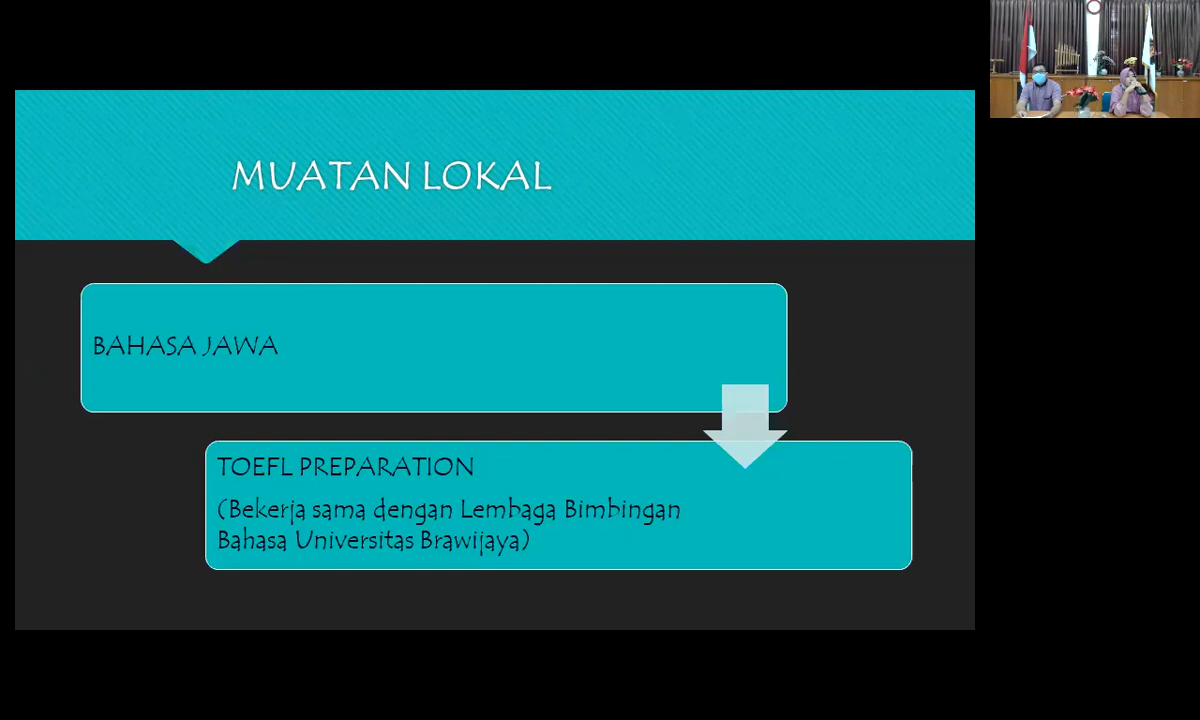 MUATAN LOKAL
BAHASA JAWA
TOEFL PREPARATION
(Bekerja sama dengan Lembaga Bimbingan
Bahasa Universitas Brawijaya)